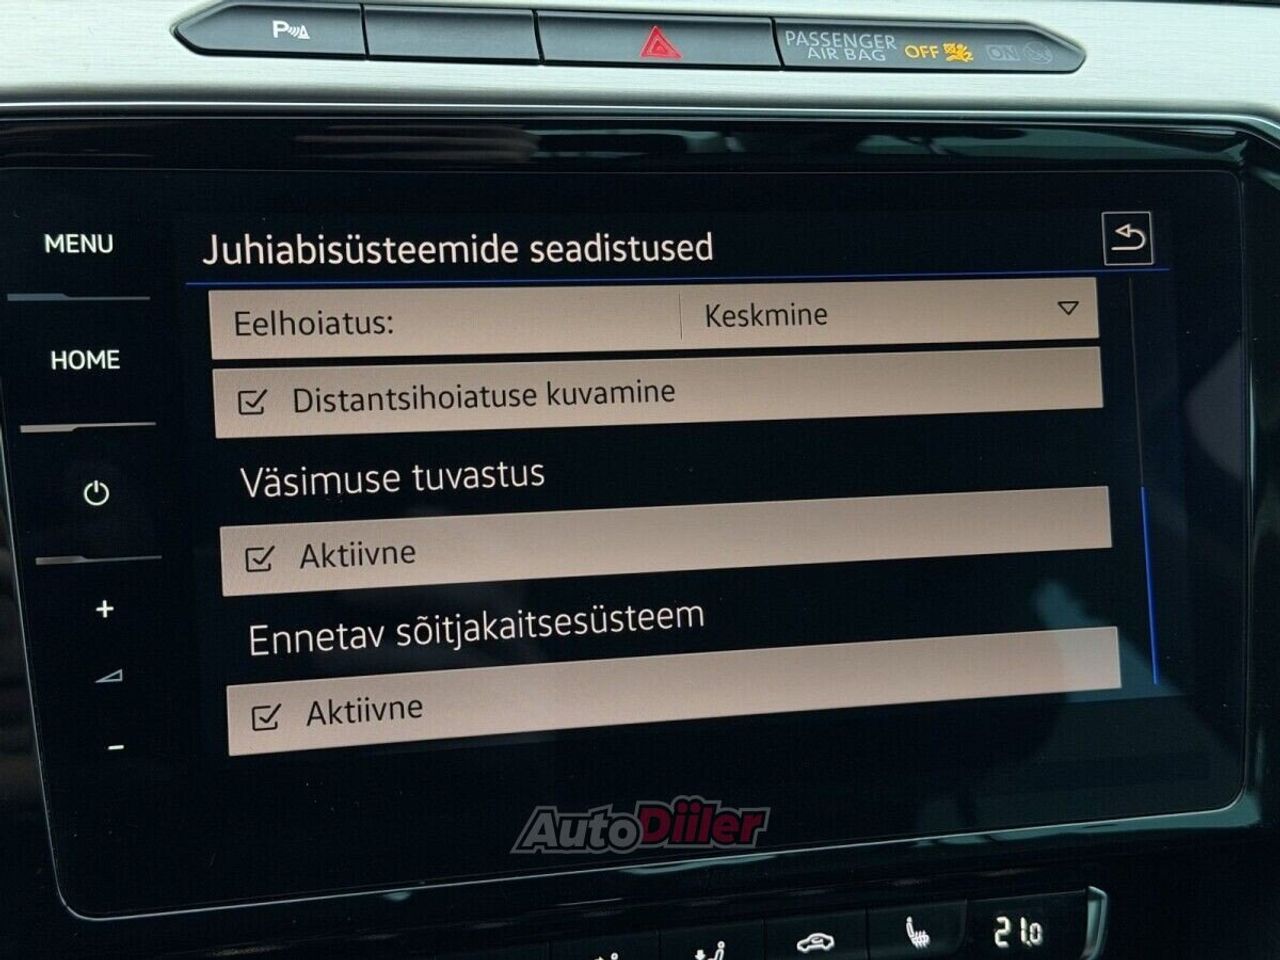 P
PASSENGER
AIR BAG OFF ON
MENU
HOME
Juhiabisüsteemide seadistused
Eelhoiatus: Keskmine
Distantsihoiatuse kuvamine
Väsimuse tuvastus
Aktiivne
Ennetav sõitjakaitsesüsteem
Aktiivne
+
−
AutoDiiler
21.0